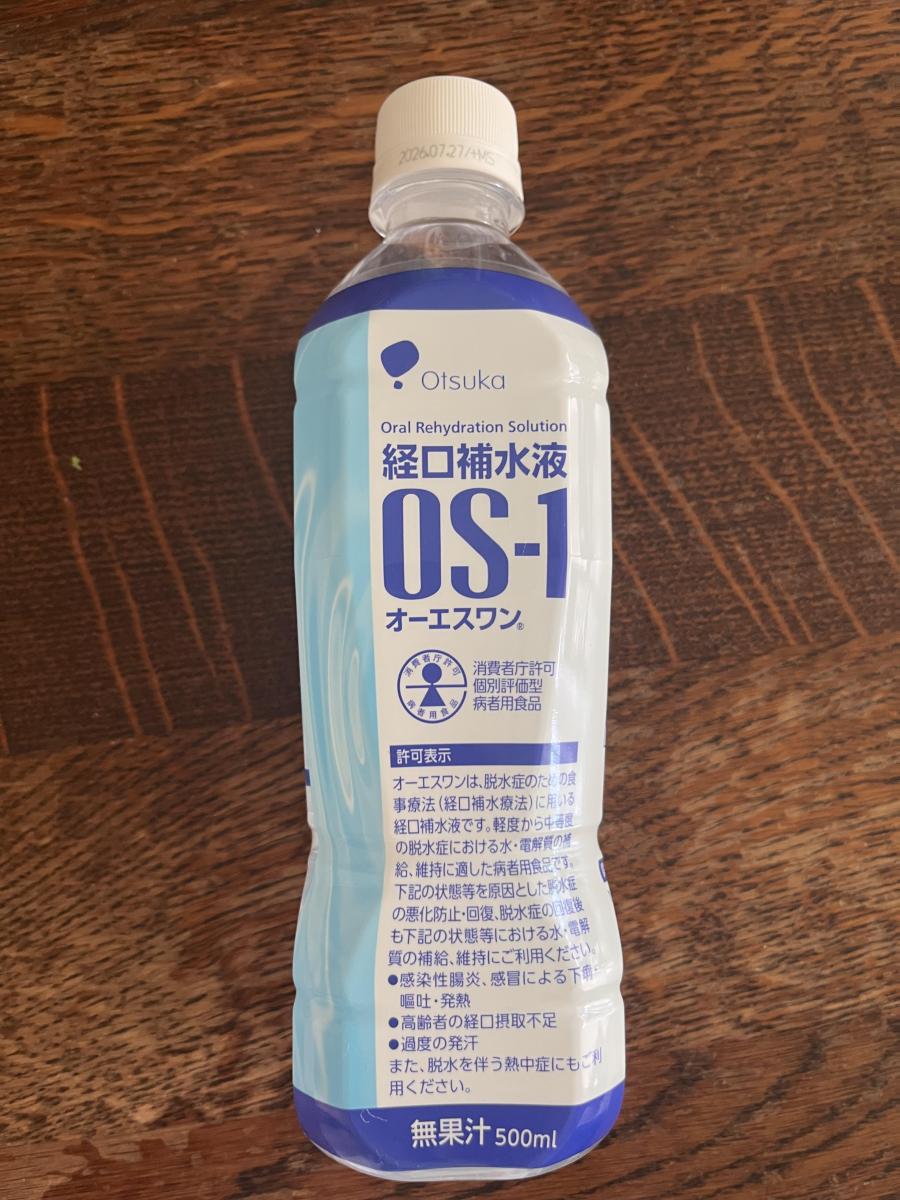 2026.07.27/+MS
Otsuka
Oral Rehydration Solution
経口補水液
OS-1
オーエスワン®
消費者庁許可
病者用食品
消費者庁許可
個別評価型
病者用食品
許可表示
オーエスワンは、脱水症のための食
事療法(経口補水療法)に用いる
経口補水液です。軽度から中等度
の脱水症における水・電解質の補
給、維持に適した病者用食品です。
下記の状態等を原因とした脱水症
の悪化防止・回復、脱水症の回復後
も下記の状態等における水・電解
質の補給、維持にご利用ください。
●感染性腸炎、感冒による下痢・
嘔吐・発熱
●高齢者の経口摂取不足
●過度の発汗
また、脱水を伴う熱中症にもご利
用ください。
無果汁 500ml